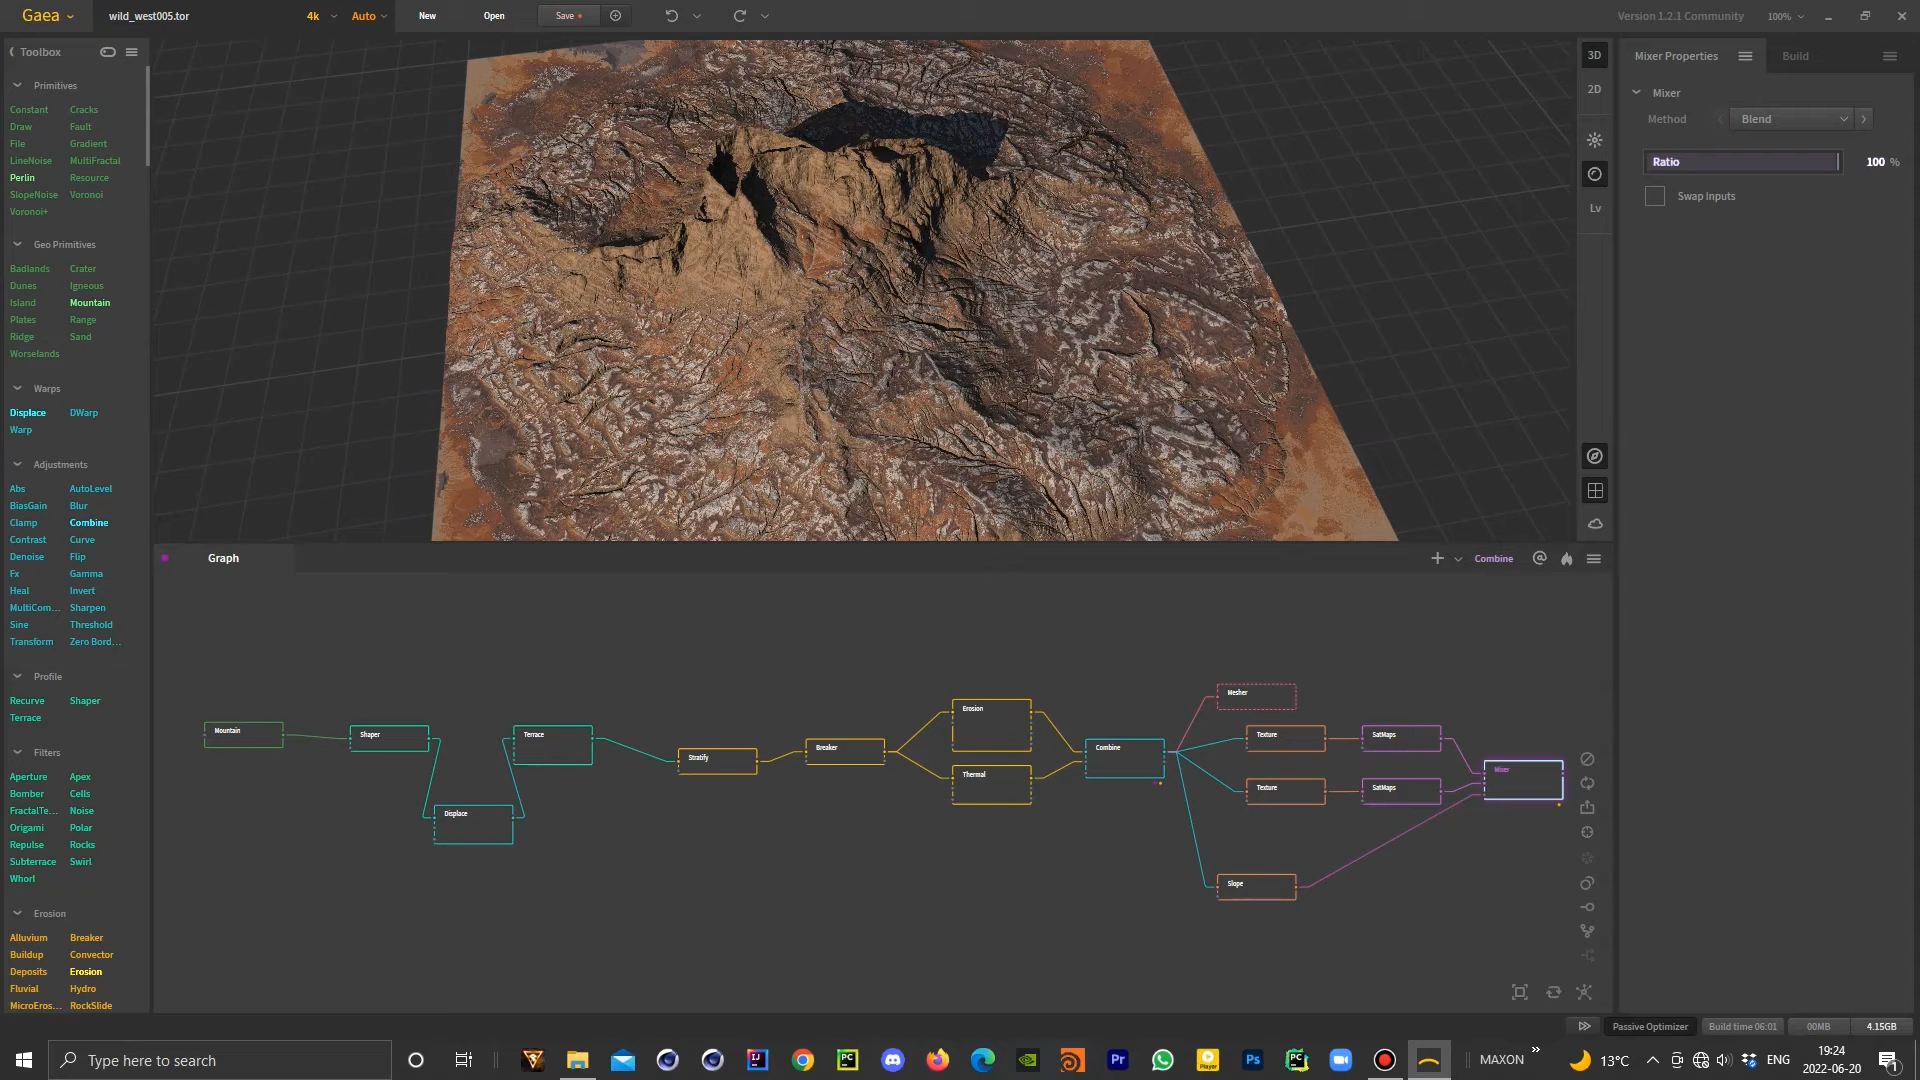 Gaea
wild_west005.tor
4k
Auto
New
Open
Save
Version 1.2.1 Community
100%
Toolbox
Primitives
Constant Cracks
Draw Fault
File Gradient
LineNoise MultiFractal
Perlin Resource
SlopeNoise Voronoi
Voronoi+
Geo Primitives
Badlands Crater
Dunes Igneous
Island Mountain
Plates Range
Ridge Sand
Worselands
Warps
Displace DWarp
Warp
Adjustments
Abs AutoLevel
BiasGain Blur
Clamp Combine
Contrast Curve
Denoise Flip
Fx Gamma
Heal Invert
MultiCom... Sharpen
Sine Threshold
Transform Zero Bord...
Profile
Recurve Shaper
Terrace
Filters
Aperture Apex
Bomber Cells
FractalTe... Noise
Origami Polar
Repulse Rocks
Subterrace Swirl
Whorl
Erosion
Alluvium Breaker
Buildup Convector
Deposits Erosion
Fluvial Hydro
MicroEros... RockSlide
3D
2D
Lv
Mixer Properties
Build
Mixer
Method Blend
Ratio 100 %
Swap Inputs
Graph
Combine
Mountain
Shaper
Displace
Terrace
Stratify
Breaker
Erosion
Thermal
Combine
Mesher
Texture
SatMaps
Texture
SatMaps
Mixer
Slope
Passive Optimizer
Build time 06:01
00MB
4.15GB
Type here to search
MAXON
13°C
ENG
19:24
2022-06-20